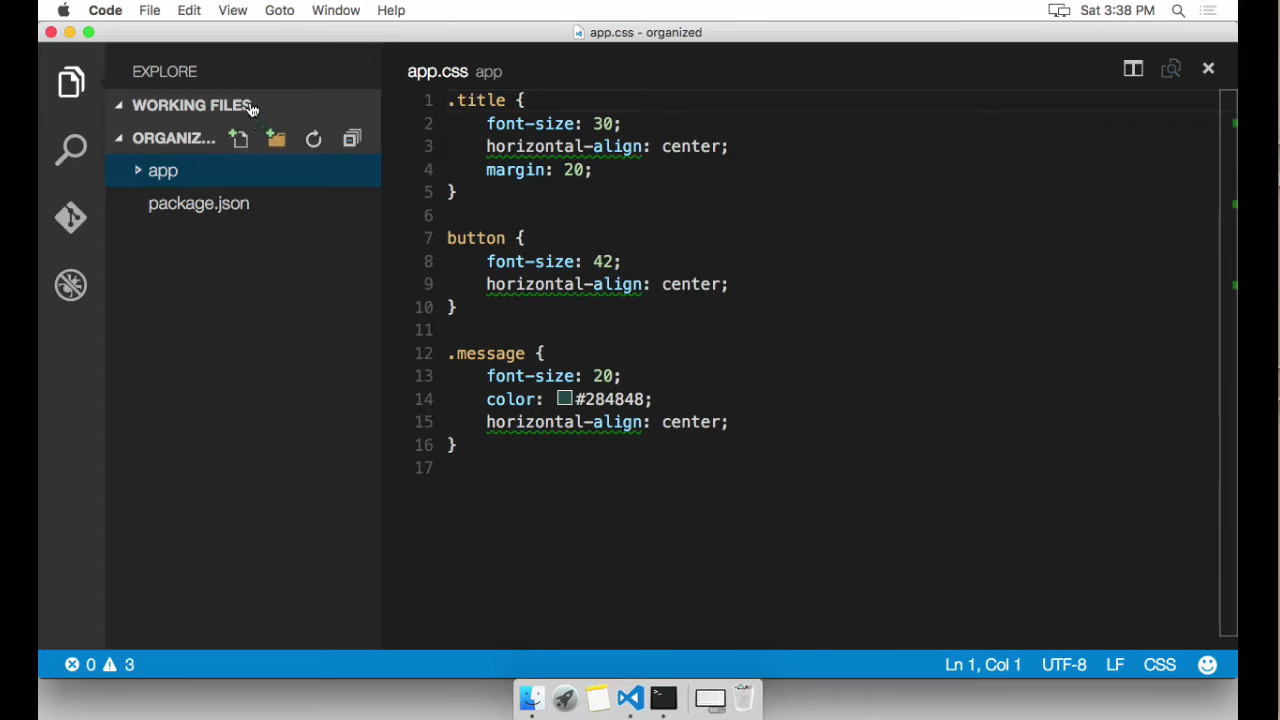 Code File Edit View Goto Window Help Sat 3:38 PM
app.css - organized
EXPLORE
WORKING FILES
ORGANIZ...
app
package.json
app.css app
1 .title {
2     font-size: 30;
3     horizontal-align: center;
4     margin: 20;
5 }
6
7 button {
8     font-size: 42;
9     horizontal-align: center;
10 }
11
12 .message {
13     font-size: 20;
14     color: #284848;
15     horizontal-align: center;
16 }
17
0 3 Ln 1, Col 1 UTF-8 LF CSS